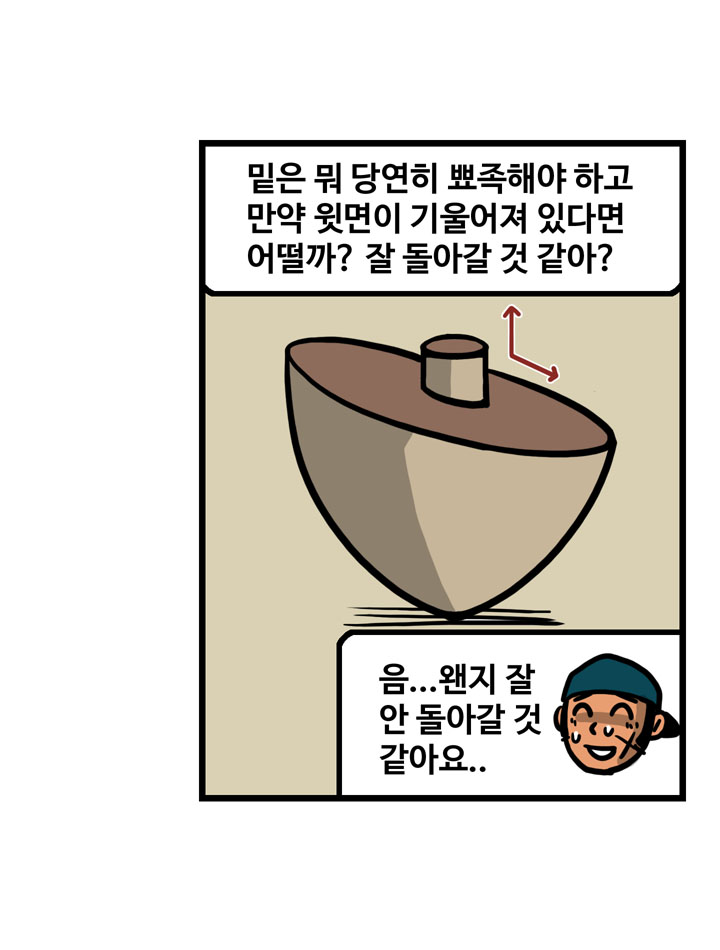 밑은 뭐 당연히 뾰족해야 하고
만약 윗면이 기울어져 있다면
어떨까? 잘 돌아갈 것 같아?
음...왠지 잘
안 돌아갈 것
같아요..